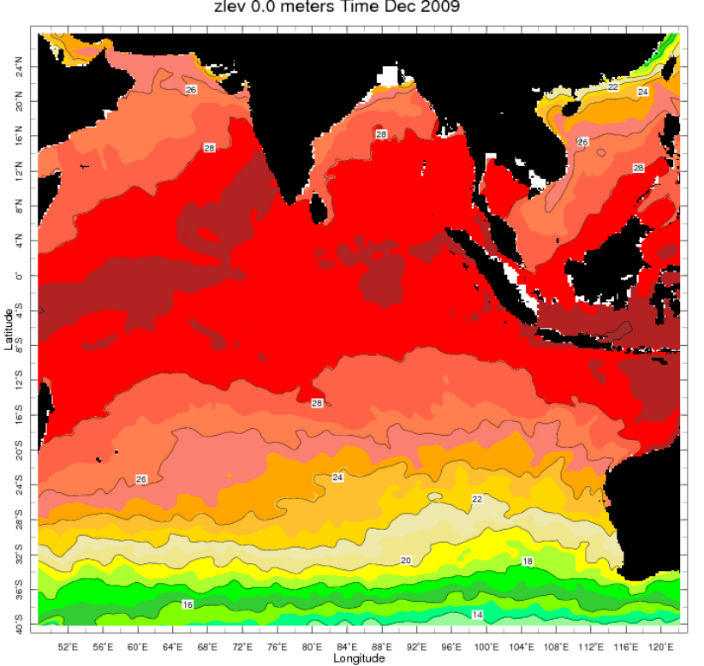 zlev 0.0 meters Time Dec 2009
24°N
20°N
16°N
12°N
8°N
4°N
0°
4°S
8°S
12°S
16°S
20°S
24°S
28°S
32°S
36°S
40°S
Latitude
26
28
28
22
24
26
28
28
26
24
22
20
18
16
14
52°E 56°E 60°E 64°E 68°E 72°E 76°E 80°E 84°E 88°E 92°E 96°E 100°E 104°E 108°E 112°E 116°E 120°E
Longitude